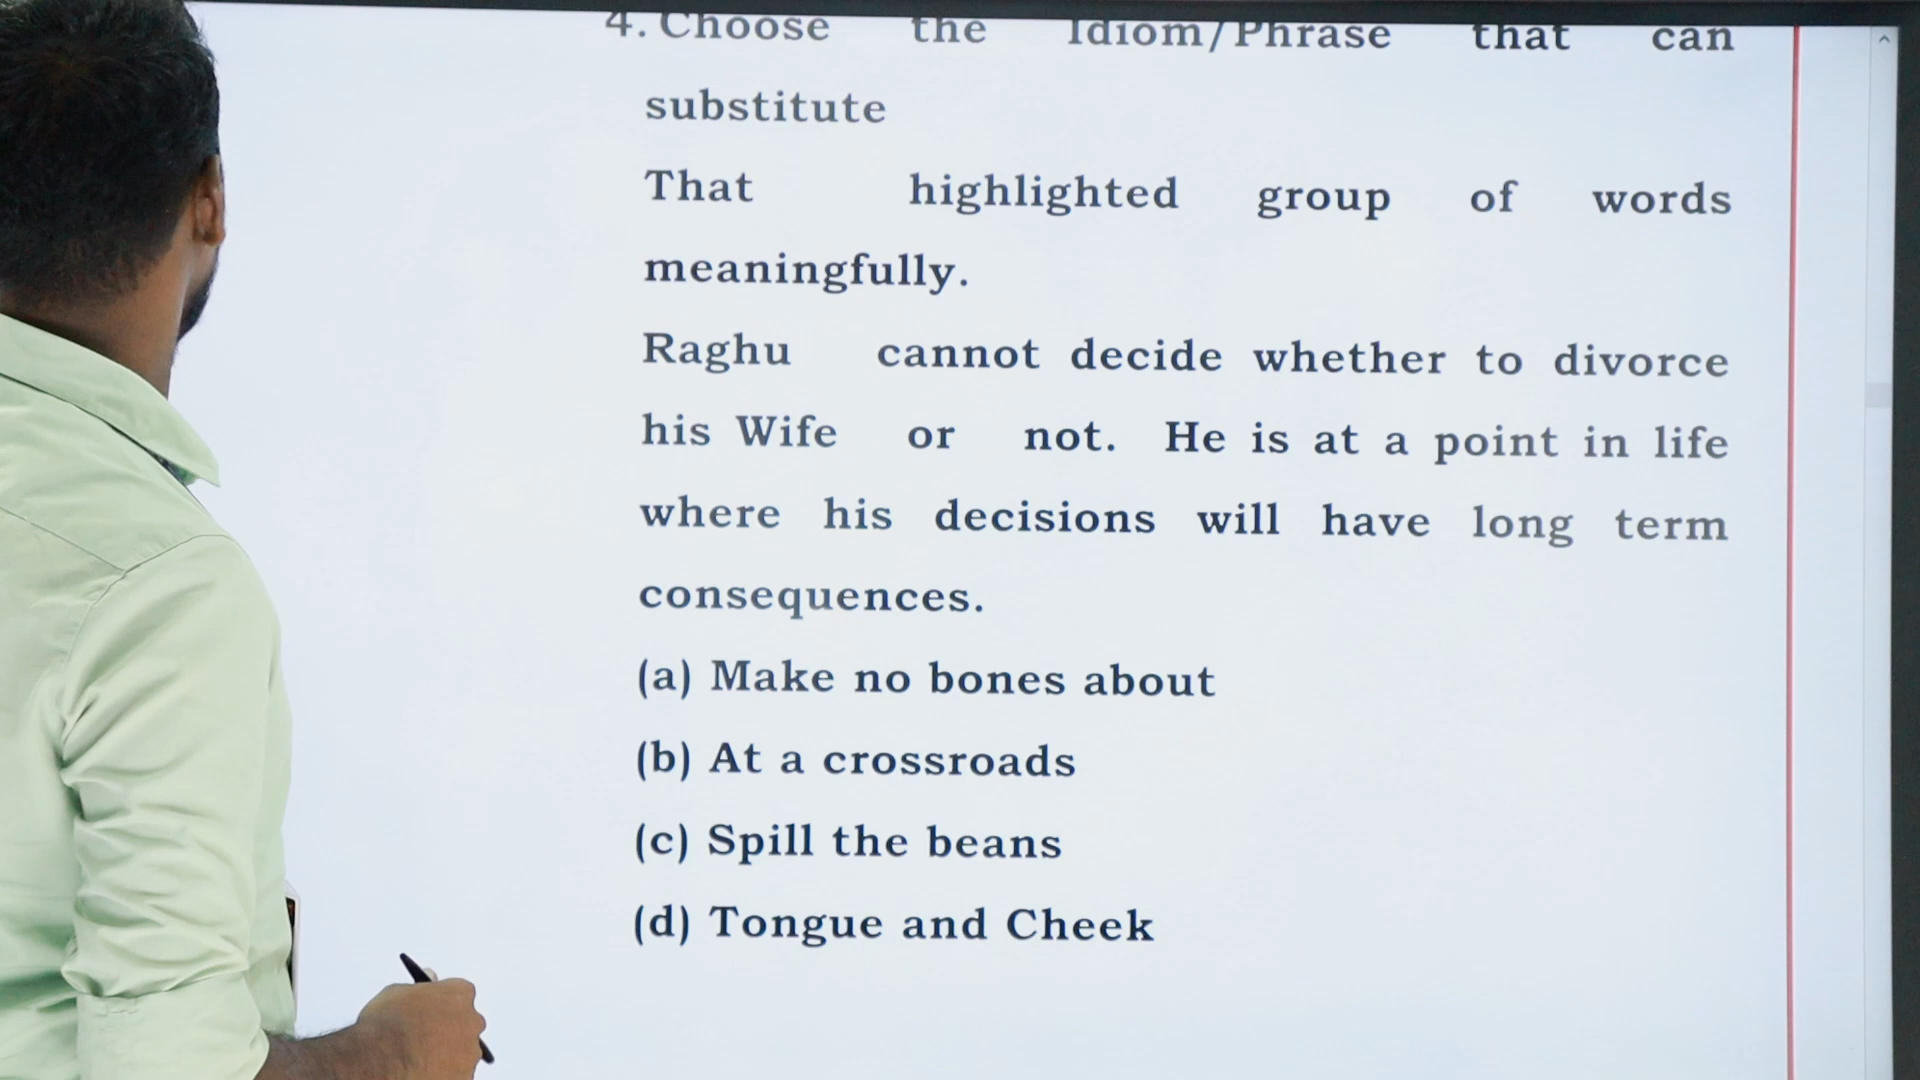 4. Choose the Idiom/Phrase that can
substitute
That highlighted group of words
meaningfully.
Raghu cannot decide whether to divorce
his Wife or not. He is at a point in life
where his decisions will have long term
consequences.
(a) Make no bones about
(b) At a crossroads
(c) Spill the beans
(d) Tongue and Cheek